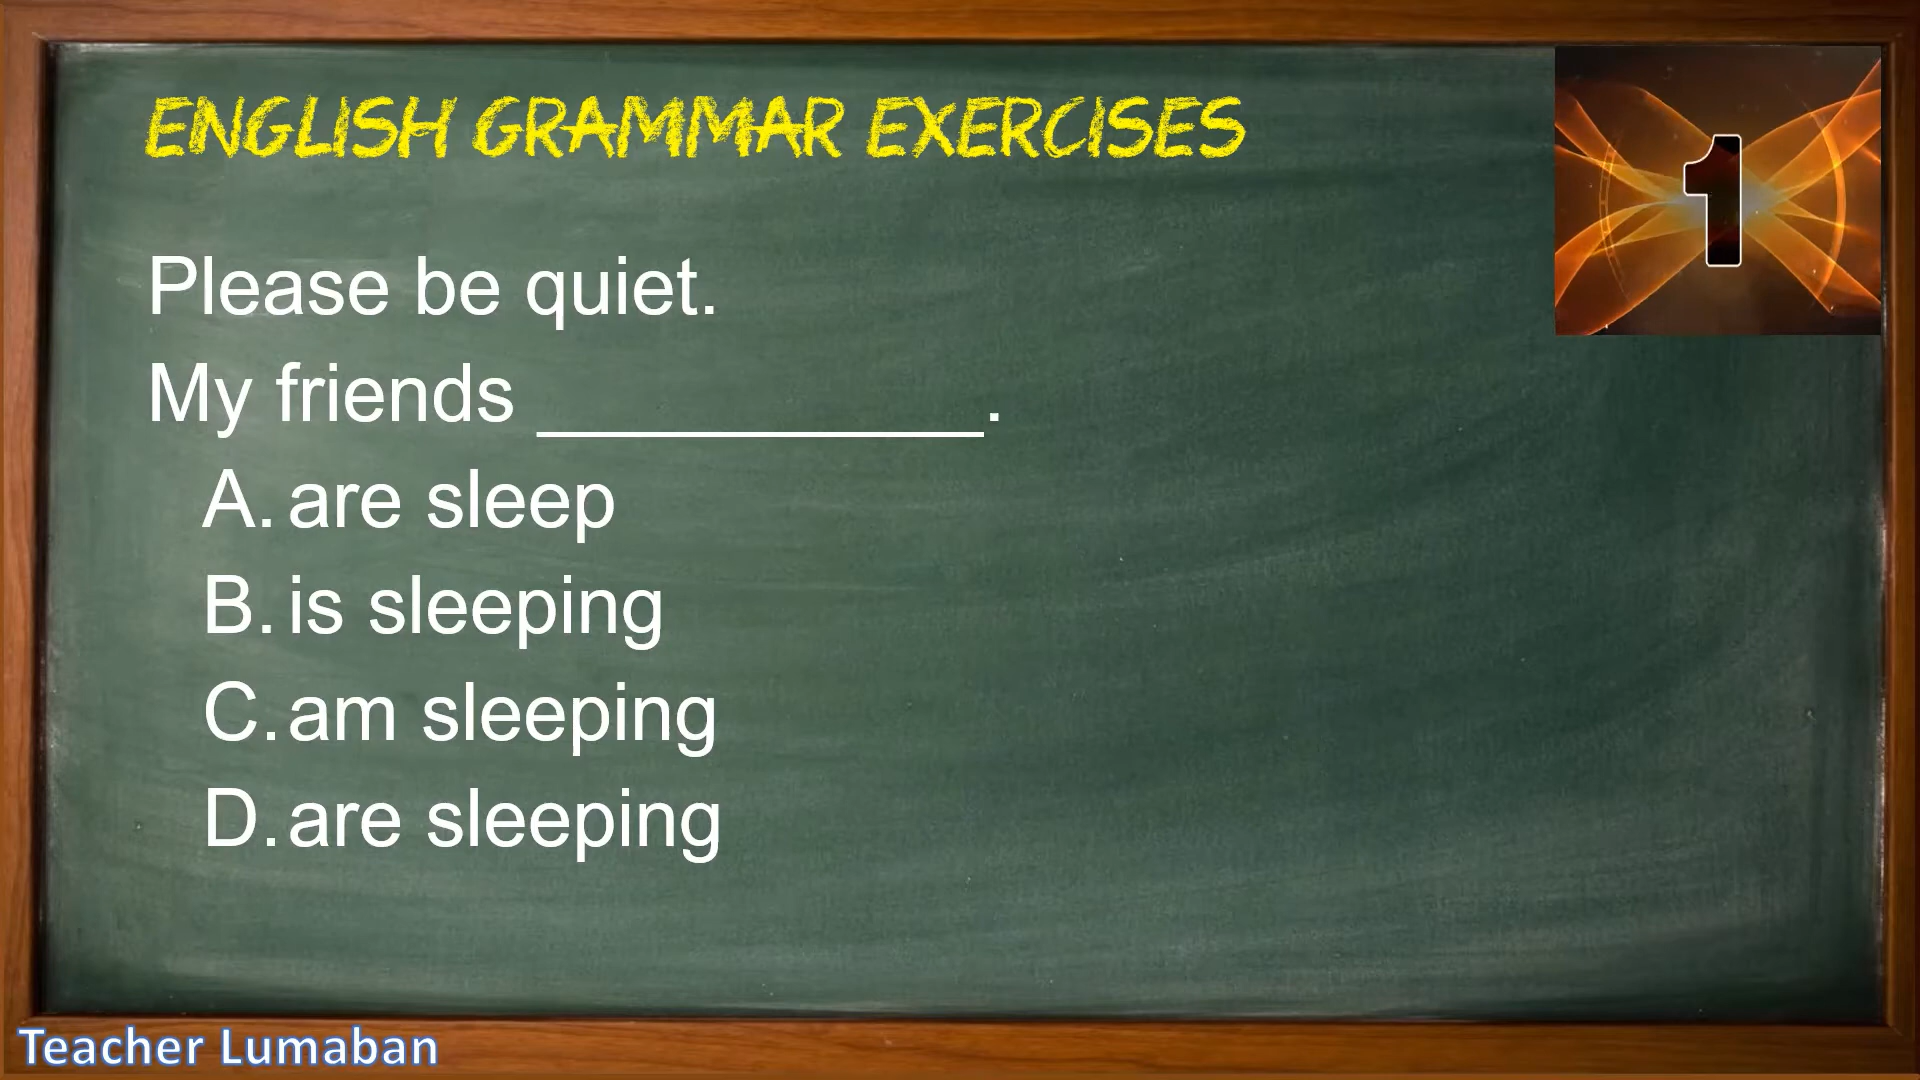 ENGLISH GRAMMAR EXERCISES
1
Please be quiet.
My friends ___________.
A. are sleep
B. is sleeping
C. am sleeping
D. are sleeping
Teacher Lumaban